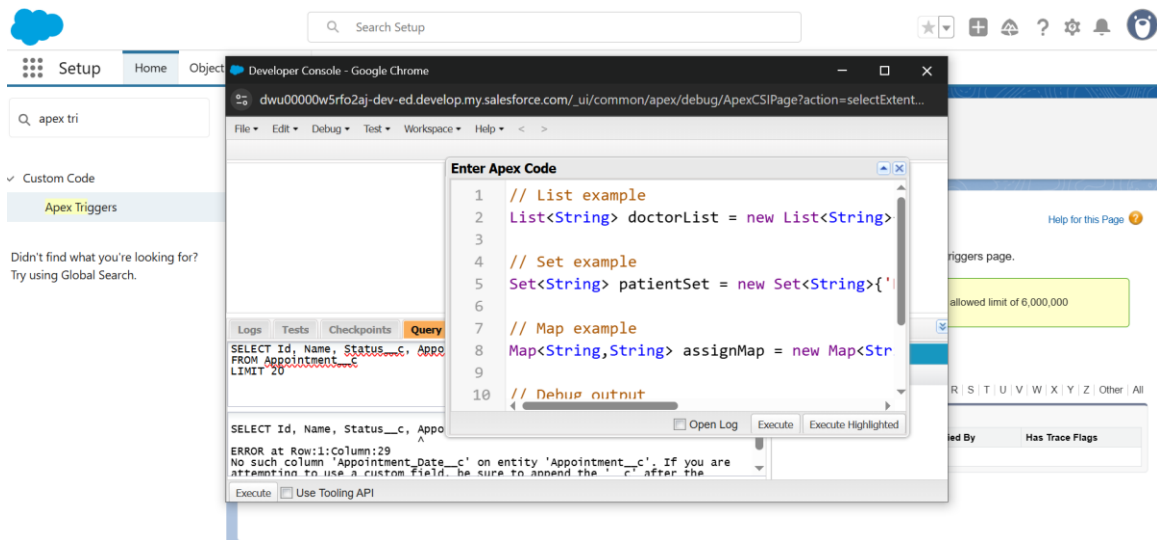 Search Setup
Setup
Home
Object
apex tri
Custom Code
Apex Triggers
Didn't find what you're looking for?
Try using Global Search.
Developer Console - Google Chrome
dwu00000w5rfo2aj-dev-ed.develop.my.salesforce.com/_ui/common/apex/debug/ApexCSIPage?action=selectExtent...
File Edit Debug Test Workspace Help < >
Enter Apex Code
1 // List example
2 List<String> doctorList = new List<String>
3
4 // Set example
5 Set<String> patientSet = new Set<String>{'
6
7 // Map example
8 Map<String,String> assignMap = new Map<Str
9
10 // Debug output
Open Log Execute Execute Highlighted
Logs Tests Checkpoints Query
SELECT Id, Name, Status__c, Appo
FROM Appointment__c
LIMIT 20
SELECT Id, Name, Status__c, Appo
^
ERROR at Row:1:Column:29
No such column 'Appointment_Date__c' on entity 'Appointment__c'. If you are
attempting to use a custom field, be sure to append the '__c' after the
Execute Use Tooling API
Help for this Page ?
riggers page.
allowed limit of 6,000,000
R | S | T | U | V | W | X | Y | Z | Other | All
ied By
Has Trace Flags